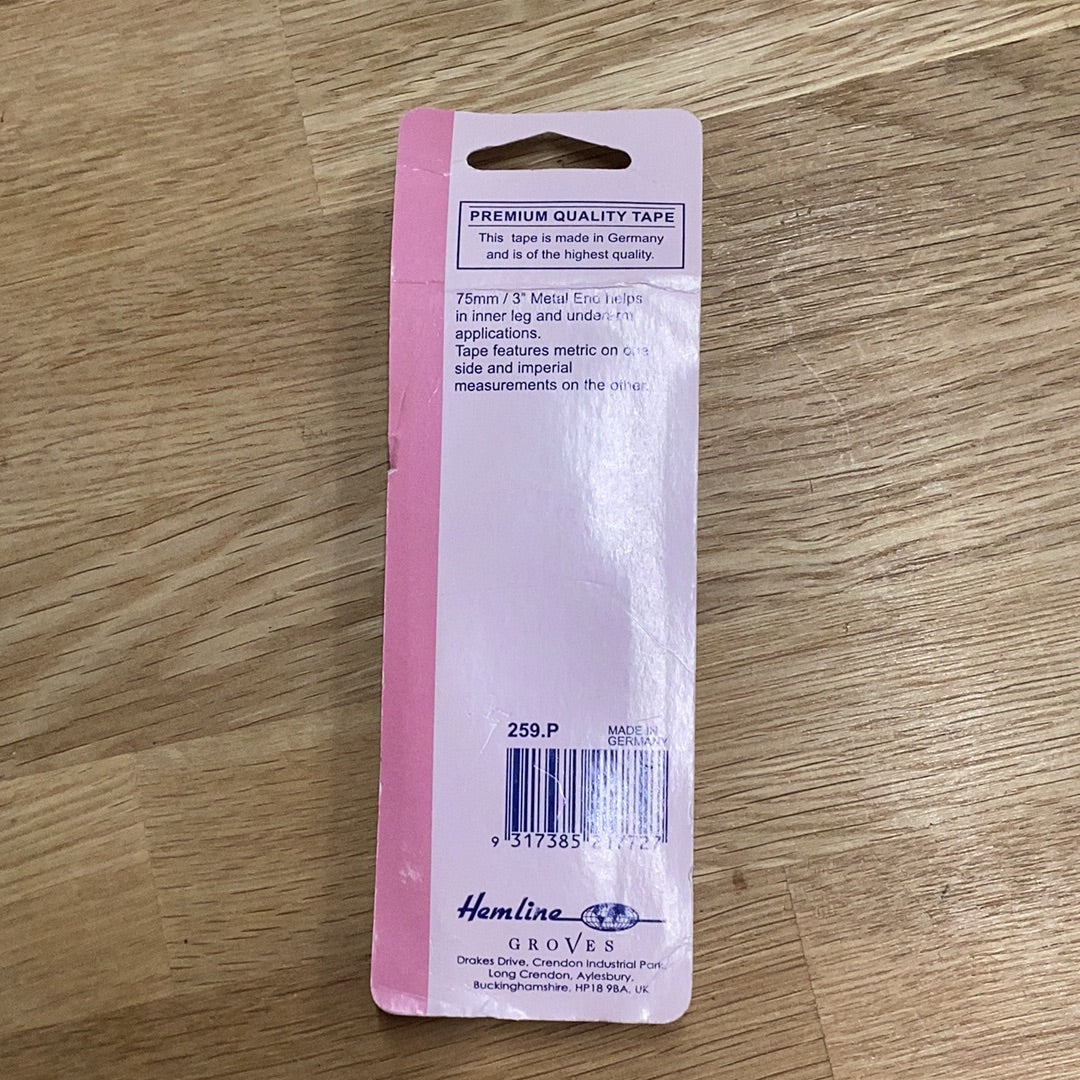 PREMIUM QUALITY TAPE
This tape is made in Germany
and is of the highest quality.
75mm / 3" Metal End helps
in inner leg and underarm
applications.
Tape features metric on one
side and imperial
measurements on the other.
259.P
MADE IN
GERMANY
9 317385 217727
Hemline
GROVES
Drakes Drive, Crendon Industrial Park,
Long Crendon, Aylesbury,
Buckinghamshire, HP18 9BA, UK